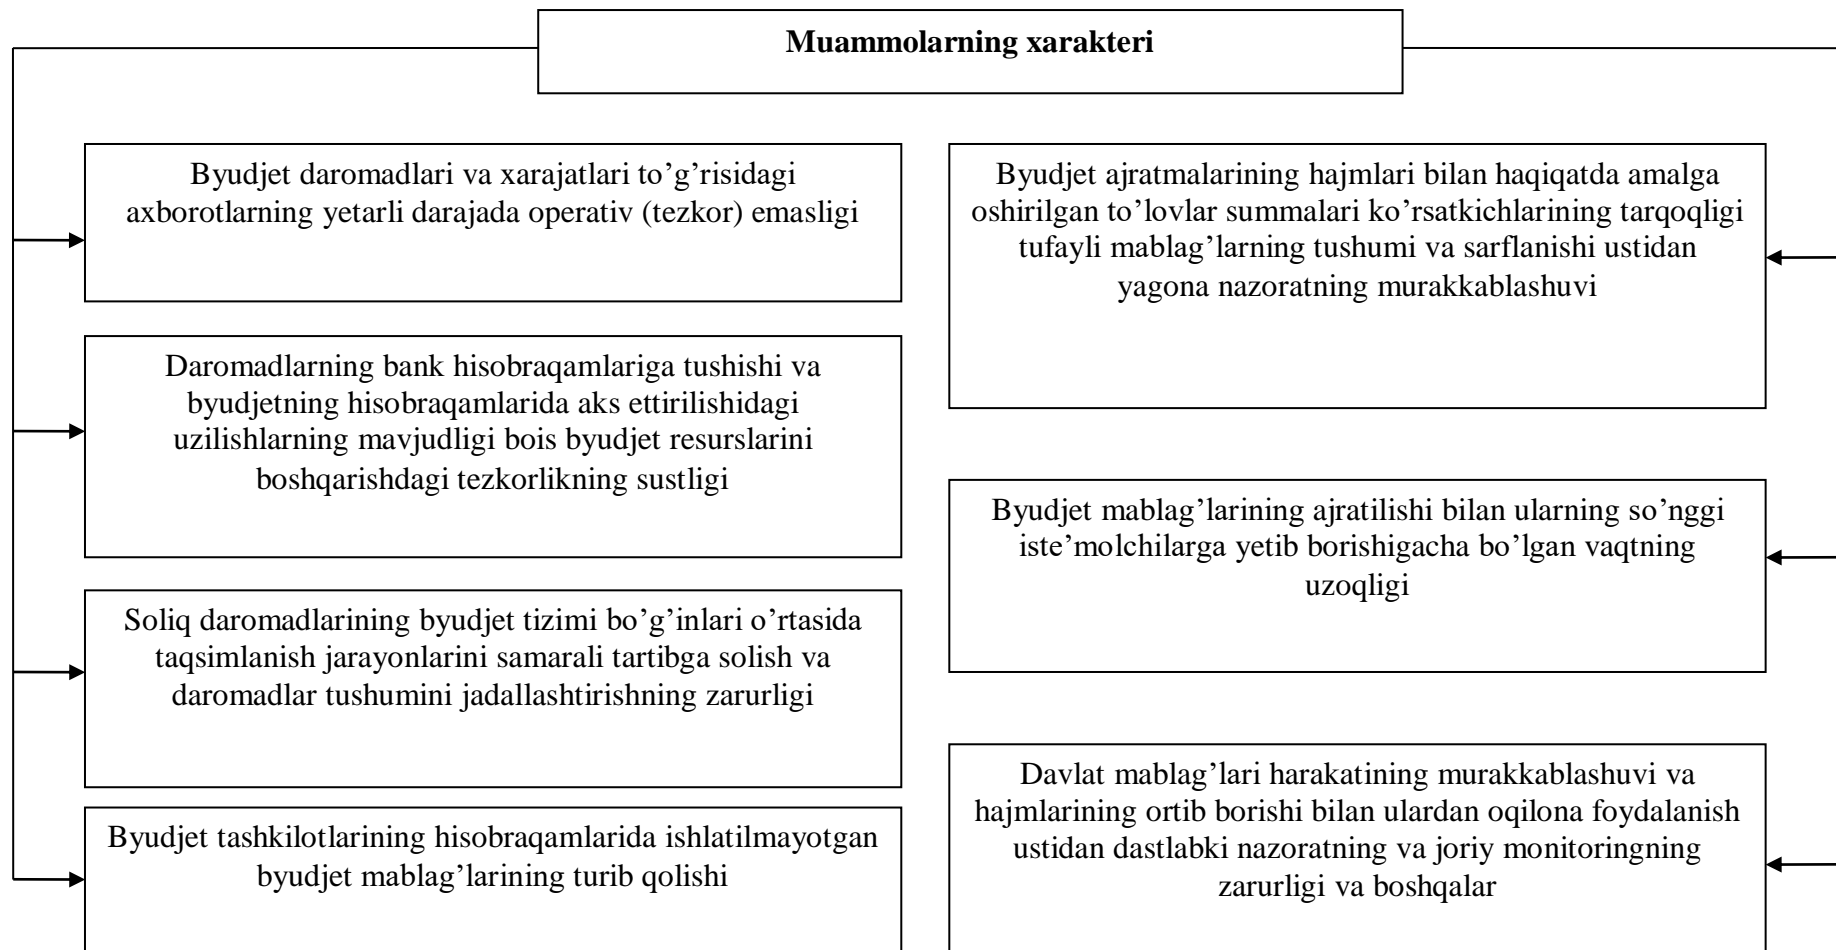 Muammolarning xarakteri
Byudjet daromadlari va xarajatlari to’g’risidagi
axborotlarning yetarli darajada operativ (tezkor) emasligi
Daromadlarning bank hisobraqamlariga tushishi va
byudjetning hisobraqamlarida aks ettirilishidagi
uzilishlarning mavjudligi bois byudjet resurslarini
boshqarishdagi tezkorlikning sustligi
Soliq daromadlarining byudjet tizimi bo’g’inlari o’rtasida
taqsimlanish jarayonlarini samarali tartibga solish va
daromadlar tushumini jadallashtirishning zarurligi
Byudjet tashkilotlarining hisobraqamlarida ishlatilmayotgan
byudjet mablag’larining turib qolishi
Byudjet ajratmalarining hajmlari bilan haqiqatda amalga
oshirilgan to’lovlar summalari ko’rsatkichlarining tarqoqligi
tufayli mablag’larning tushumi va sarflanishi ustidan
yagona nazoratning murakkablashuvi
Byudjet mablag’larining ajratilishi bilan ularning so’nggi
iste’molchilarga yetib borishigacha bo’lgan vaqtning
uzoqligi
Davlat mablag’lari harakatining murakkablashuvi va
hajmlarining ortib borishi bilan ulardan oqilona foydalanish
ustidan dastlabki nazoratning va joriy monitoringning
zarurligi va boshqalar